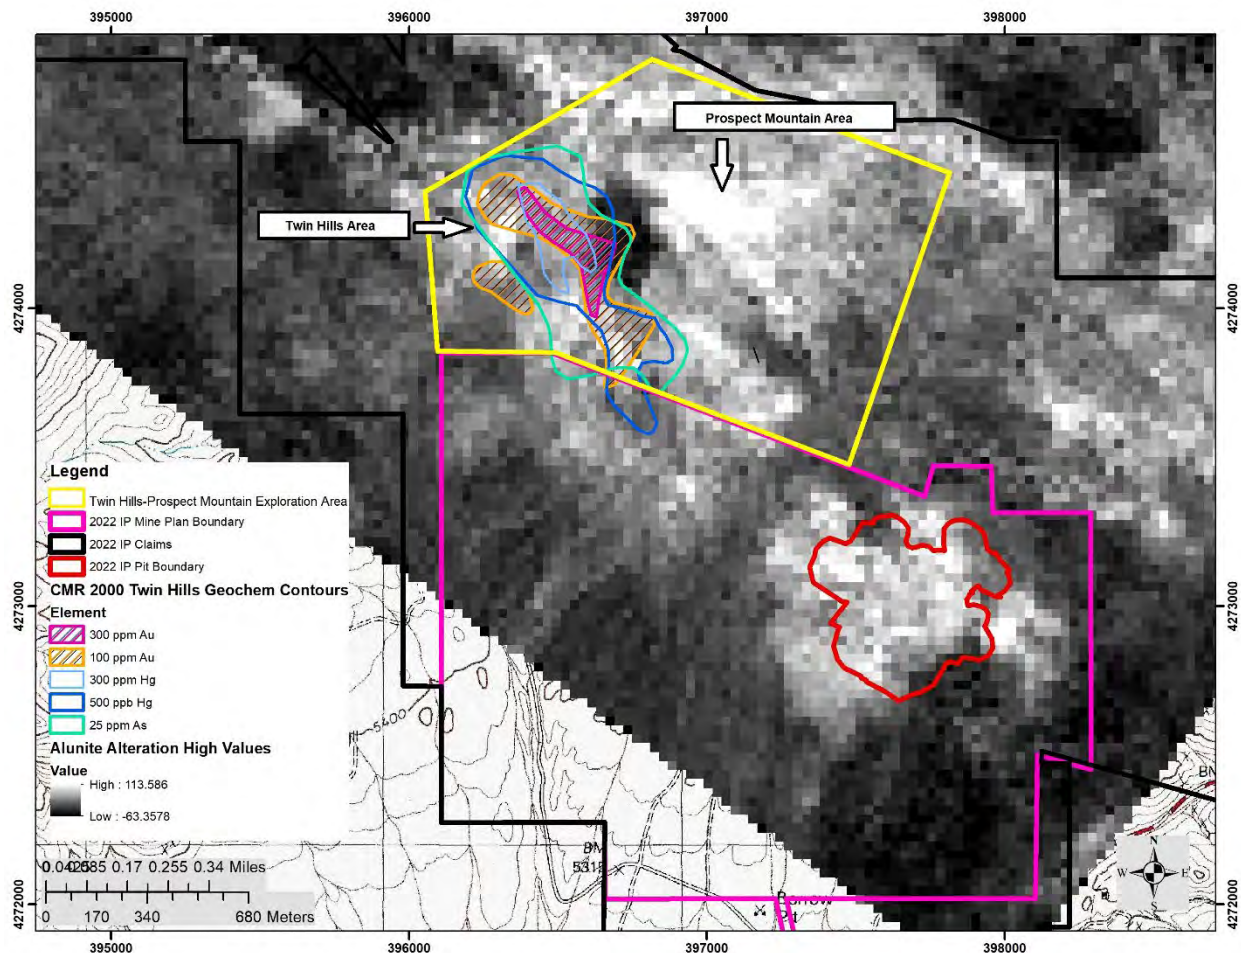 395000 396000 397000 398000
Prospect Mountain Area
Twin Hills Area
4274000 4274000
Legend
Twin Hills-Prospect Mountain Exploration Area
2022 IP Mine Plan Boundary
2022 IP Claims
2022 IP Pit Boundary
CMR 2000 Twin Hills Geochem Contours
Element
300 ppm Au
100 ppm Au
300 ppm Hg
500 ppb Hg
25 ppm As
Alunite Alteration High Values
Value
High : 113.586
Low : -63.3578
4273000 4273000
5400
BM
BM
531
0.17 0.255 0.34 Miles
0 170 340 680 Meters
Borrow
Pit
N
W E
S
4272000 4272000
395000 396000 397000 398000